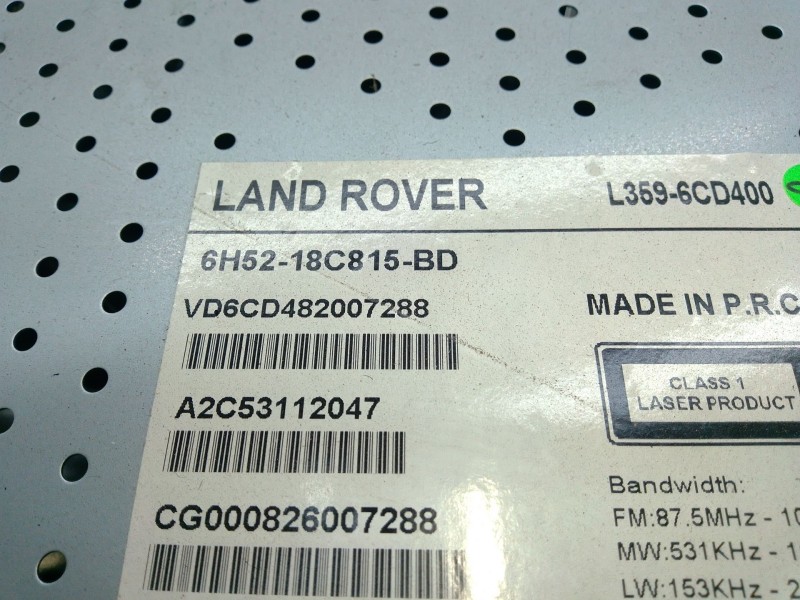 LAND ROVER L359-6CD400
6H52-18C815-BD
VD6CD482007288
MADE IN P.R.C
A2C53112047
CLASS 1
LASER PRODUCT
CG000826007288
Bandwidth:
FM:87.5MHz - 10
MW:531KHz - 1
LW:153KHz - 2